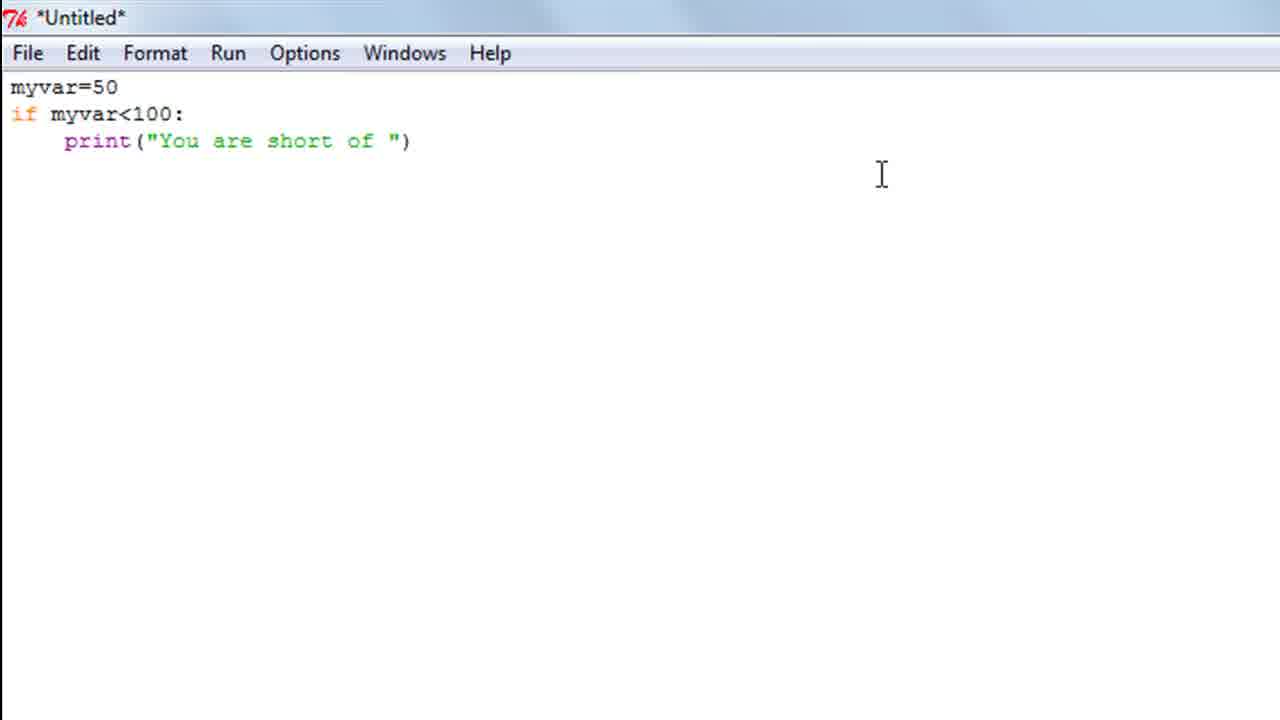 *Untitled*
File Edit Format Run Options Windows Help
myvar=50
if myvar<100:
    print("You are short of ")